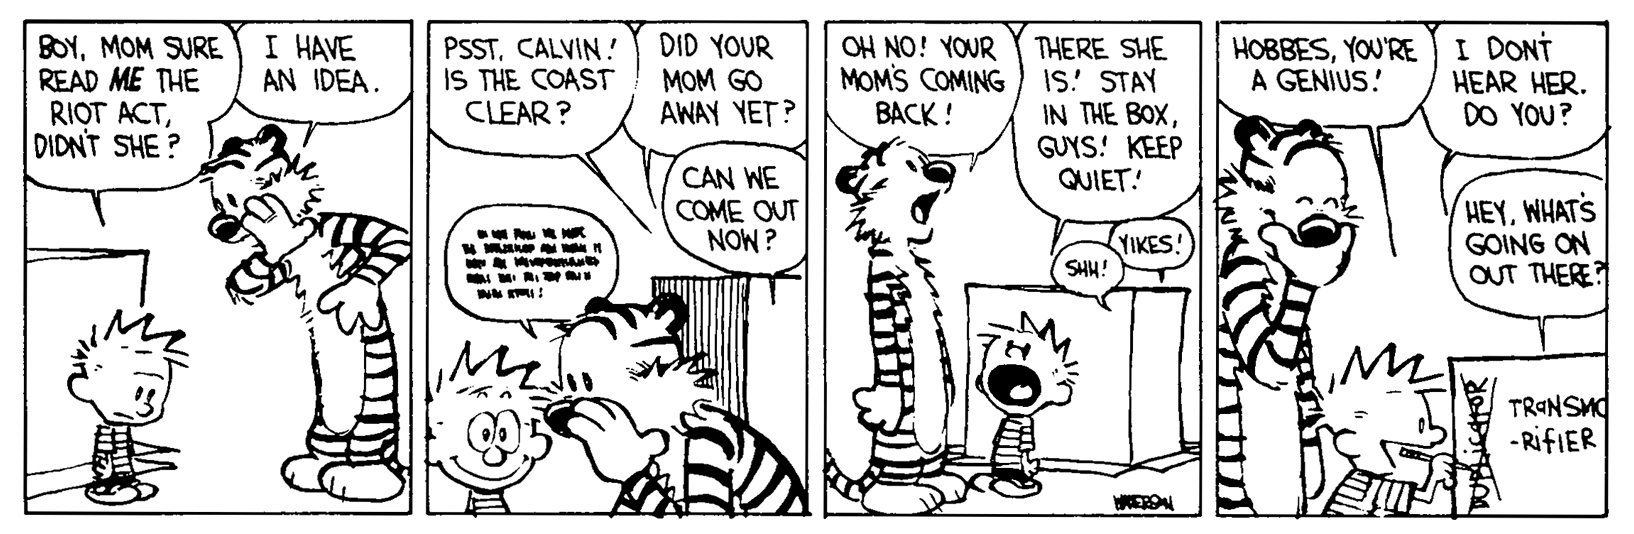 BOY, MOM SURE
READ ME THE
RIOT ACT,
DIDN'T SHE?
I HAVE
AN IDEA.
PSST, CALVIN!
IS THE COAST
CLEAR?
DID YOUR
MOM GO
AWAY YET?
CAN WE
COME OUT
NOW?
OH NO! YOUR
MOM'S COMING
BACK!
THERE SHE
IS! STAY
IN THE BOX,
GUYS! KEEP
QUIET!
SHH!
YIKES!
WATTERSON
HOBBES, YOU'RE
A GENIUS!
I DON'T
HEAR HER.
DO YOU?
HEY, WHAT'S
GOING ON
OUT THERE?
DUPLICATOR
TRANSMO
-RIFIER